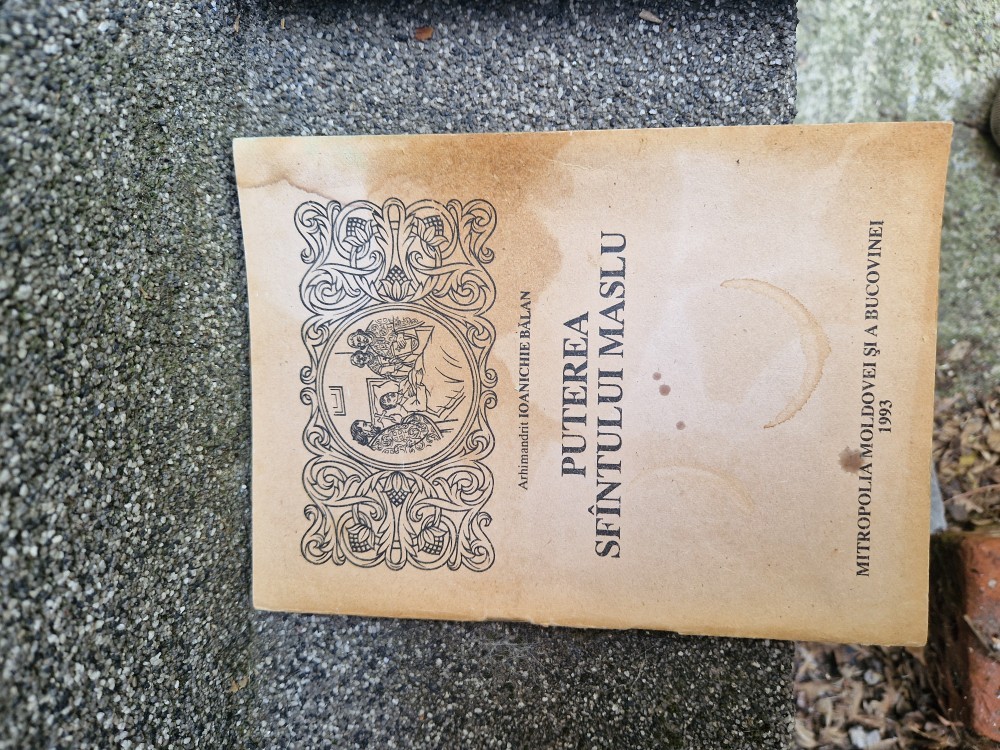 Arhimandrit IOANICHIE BĂLAN
PUTEREA
SFÎNTULUI MASLU
MITROPOLIA MOLDOVEI ŞI A BUCOVINEI
1993